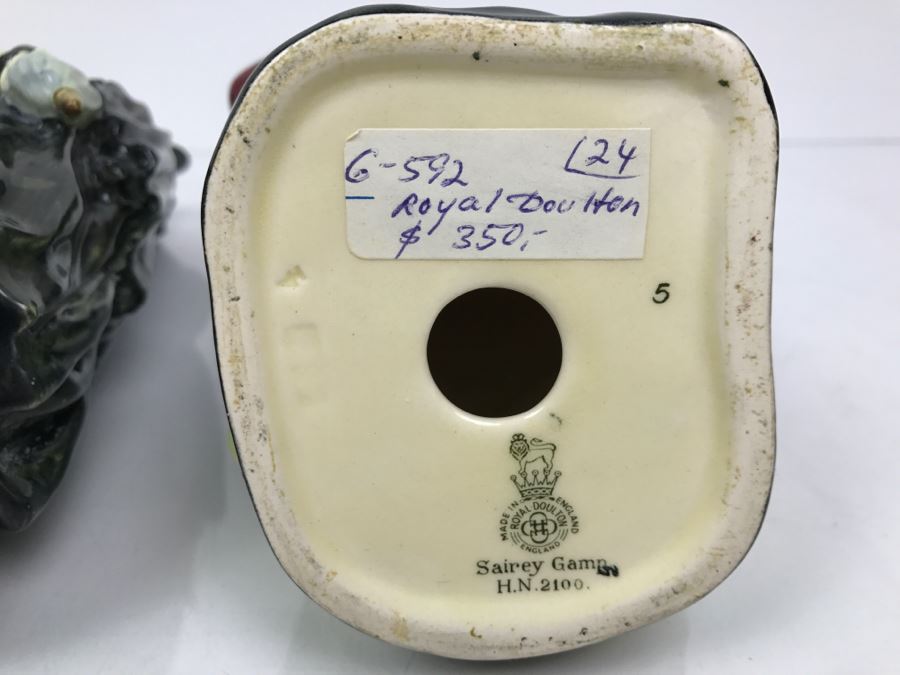 G-592 L24
Royal Doulton
$ 350,-
5
MADE IN ENGLAND
ROYAL DOULTON
ENGLAND
Sairey Gamp
H.N.2100.